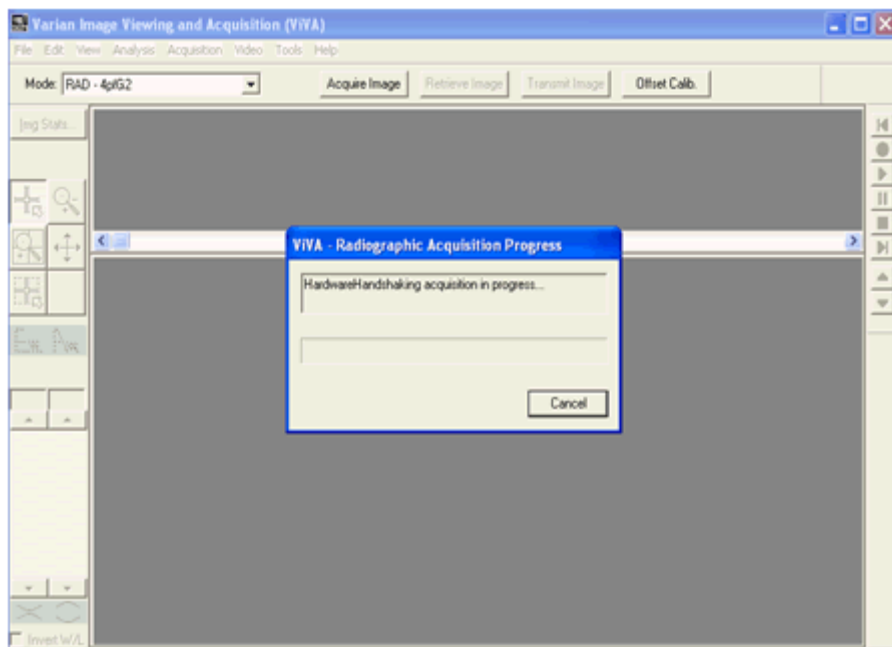 Varian Image Viewing and Acquisition (ViVA)
File Edit View Analysis Acquisition Video Tools Help
Mode: RAD - 4pfG2 Acquire Image Retrieve Image Transmit Image Offset Calib.
Img Stats...
ViVA - Radiographic Acquisition Progress
HardwareHandshaking acquisition in progress...
Cancel
Invert W/L